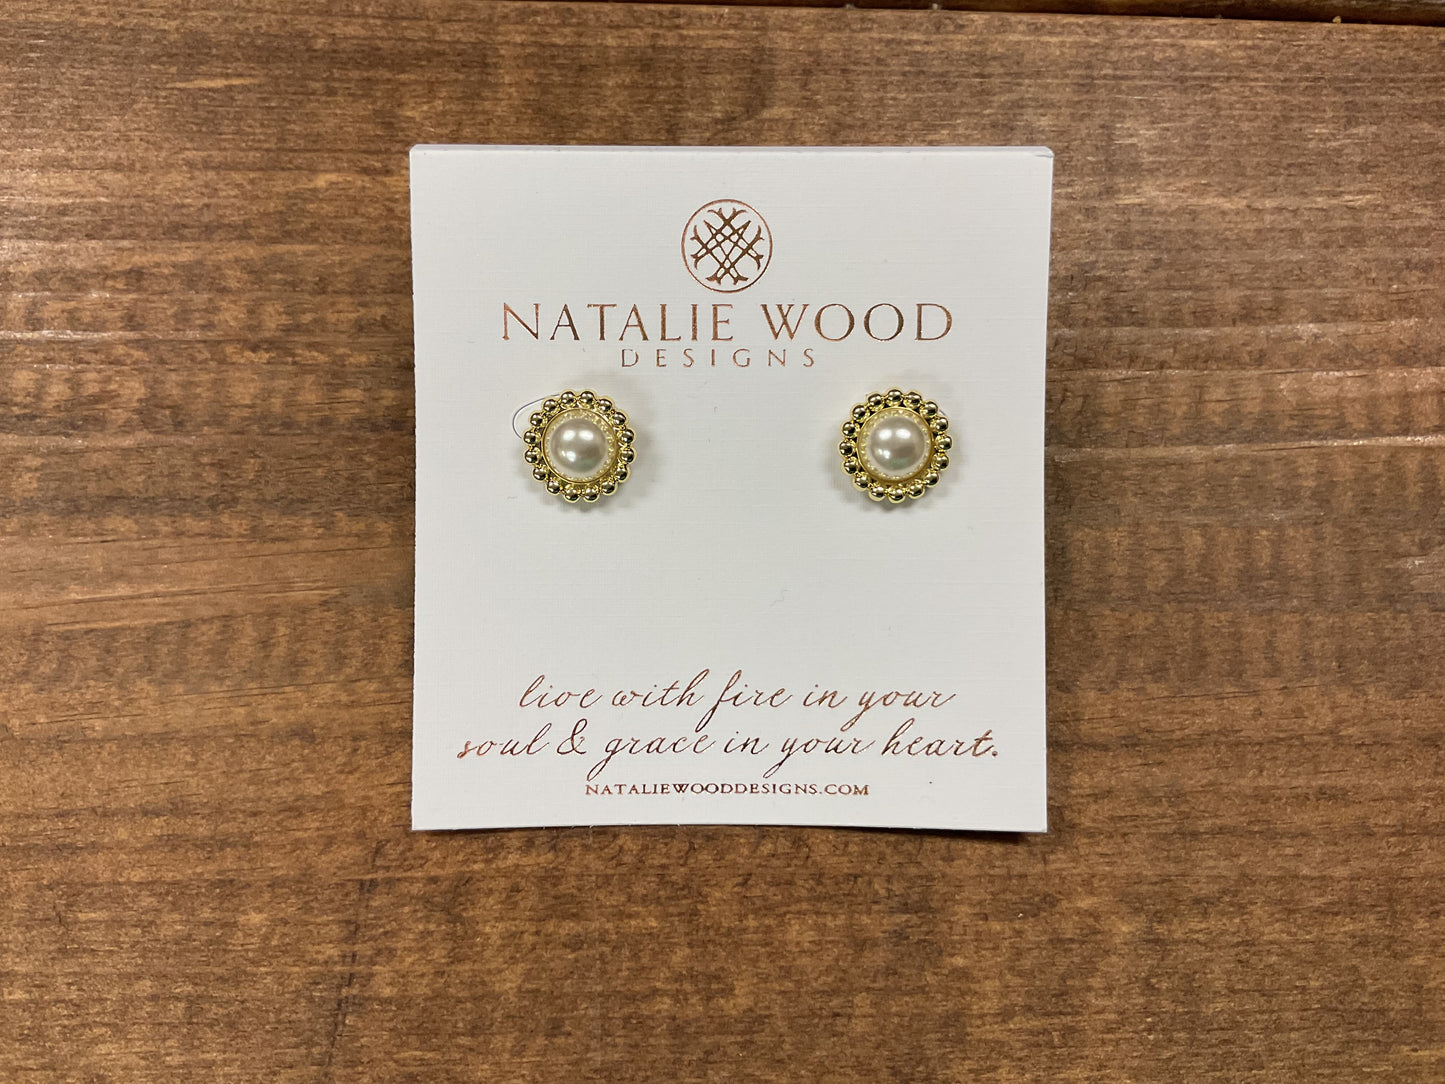 NATALIE WOOD
DESIGNS
live with fire in your
soul & grace in your heart.
NATALIEWOODDESIGNS.COM